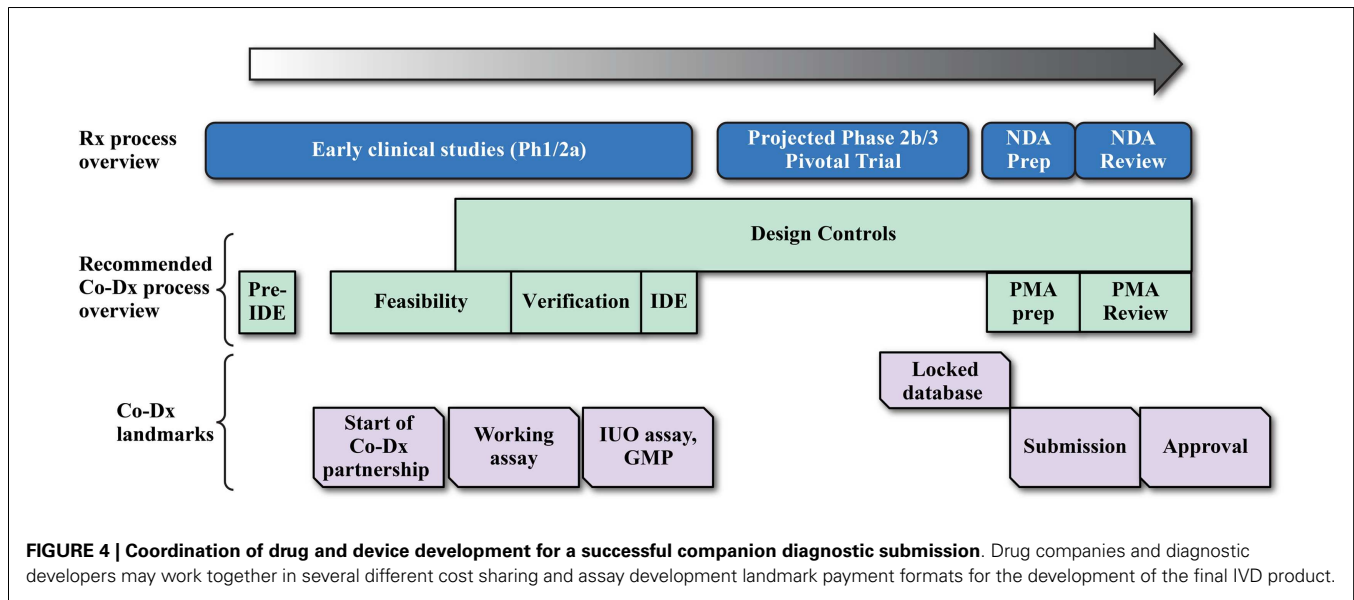 Rx process
overview
Early clinical studies (Ph1/2a)
Projected Phase 2b/3
Pivotal Trial
NDA
Prep
NDA
Review
Recommended
Co-Dx process
overview
Design Controls
Pre-
IDE
Feasibility
Verification
IDE
PMA
prep
PMA
Review
Co-Dx
landmarks
Locked
database
Start of
Co-Dx
partnership
Working
assay
IUO assay,
GMP
Submission
Approval
FIGURE 4 | Coordination of drug and device development for a successful companion diagnostic submission. Drug companies and diagnostic
developers may work together in several different cost sharing and assay development landmark payment formats for the development of the final IVD product.